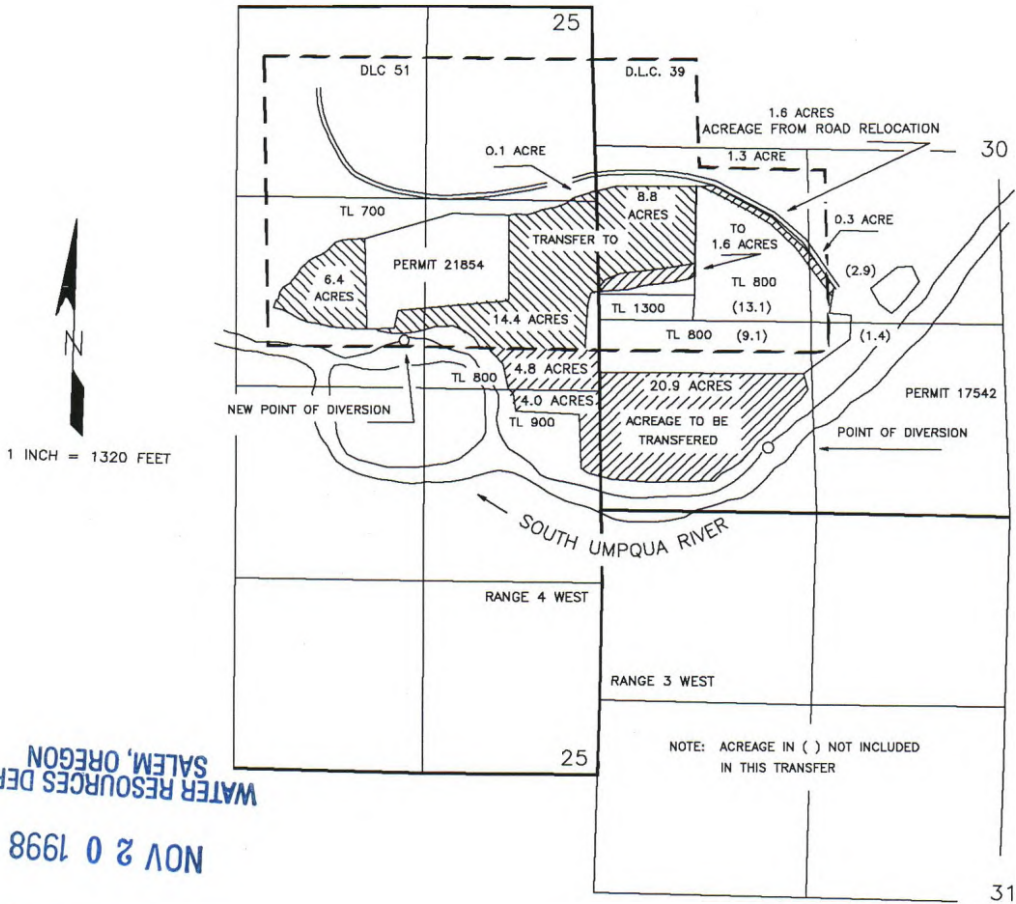 25
DLC 51
D.L.C. 39
1.6 ACRES
ACREAGE FROM ROAD RELOCATION
30
0.1 ACRE
1.3 ACRE
TL 700
8.8
ACRES
0.3 ACRE
TRANSFER TO
TO
1.6 ACRES
PERMIT 21854
6.4
ACRES
TL 800
(2.9)
TL 1300
(13.1)
14.4 ACRES
TL 800
(9.1)
(1.4)
TL 800
4.8 ACRES
20.9 ACRES
PERMIT 17542
NEW POINT OF DIVERSION
4.0 ACRES
TL 900
ACREAGE TO BE
TRANSFERED
POINT OF DIVERSION
N
1 INCH = 1320 FEET
SOUTH UMPQUA RIVER
RANGE 4 WEST
RANGE 3 WEST
NOTE: ACREAGE IN ( ) NOT INCLUDED
IN THIS TRANSFER
25
NOV 20 1998
WATER RESOURCES DEP
SALEM, OREGON
31